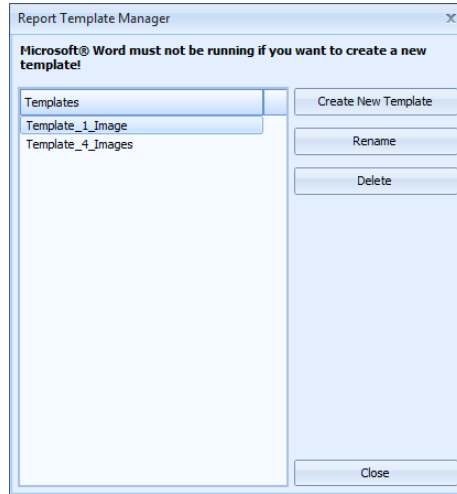 Report Template Manager
Microsoft® Word must not be running if you want to create a new
template!
Templates
Create New Template
Template_1_Image
Template_4_Images
Rename
Delete
Close